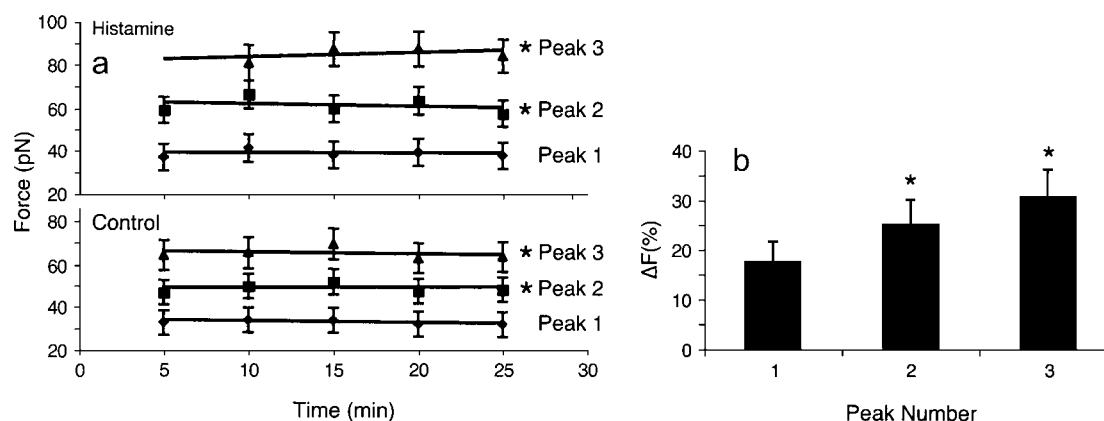 Histamine
a
Force (pN)
100
80
60
40
20
* Peak 3
* Peak 2
Peak 1
Control
80
60
40
20
* Peak 3
* Peak 2
Peak 1
0 5 10 15 20 25 30
Time (min)
b
ΔF(%)
40
30
20
10
0
*
*
1 2 3
Peak Number